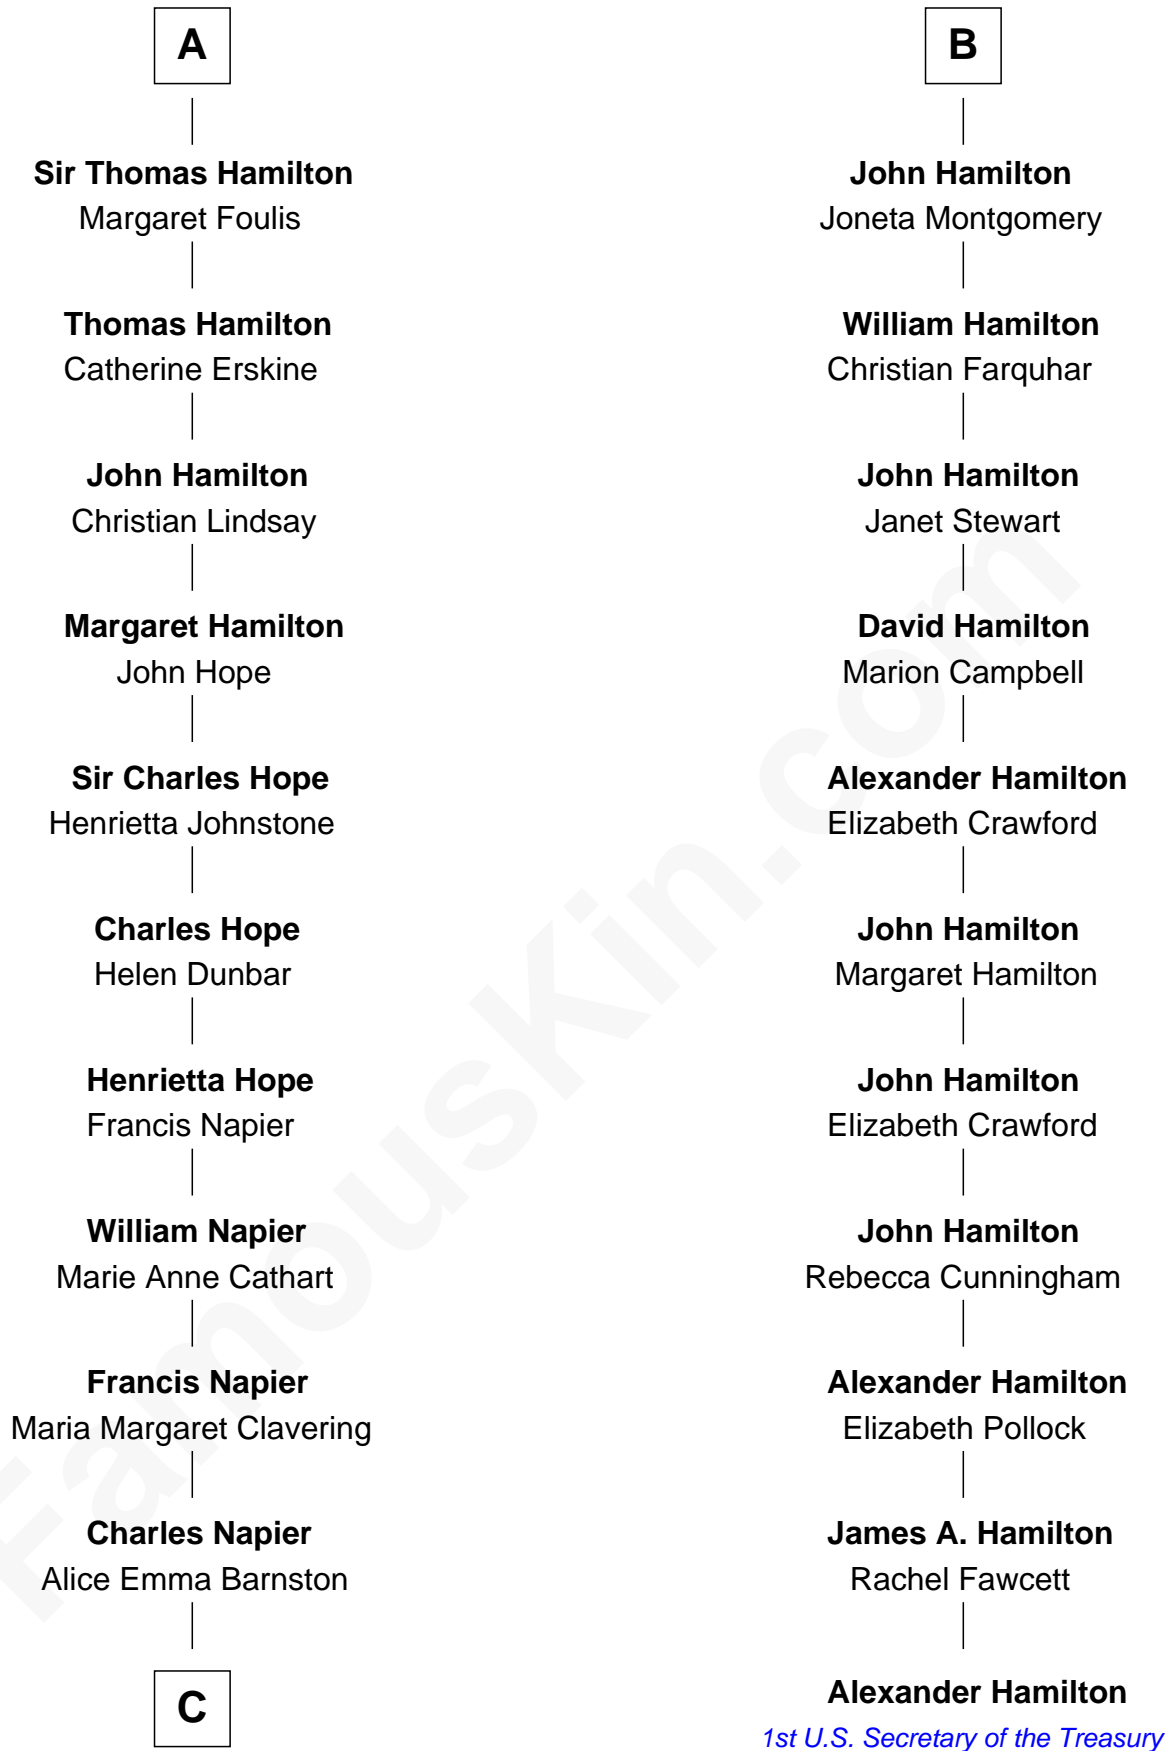 A
Sir Thomas Hamilton
Margaret Foulis
Thomas Hamilton
Catherine Erskine
John Hamilton
Christian Lindsay
Margaret Hamilton
John Hope
Sir Charles Hope
Henrietta Johnstone
Charles Hope
Helen Dunbar
Henrietta Hope
Francis Napier
William Napier
Marie Anne Cathart
Francis Napier
Maria Margaret Clavering
Charles Napier
Alice Emma Barnston
C
B
John Hamilton
Joneta Montgomery
William Hamilton
Christian Farquhar
John Hamilton
Janet Stewart
David Hamilton
Marion Campbell
Alexander Hamilton
Elizabeth Crawford
John Hamilton
Margaret Hamilton
John Hamilton
Elizabeth Crawford
John Hamilton
Rebecca Cunningham
Alexander Hamilton
Elizabeth Pollock
James A. Hamilton
Rachel Fawcett
Alexander Hamilton
1st U.S. Secretary of the Treasury
FamousKin.com